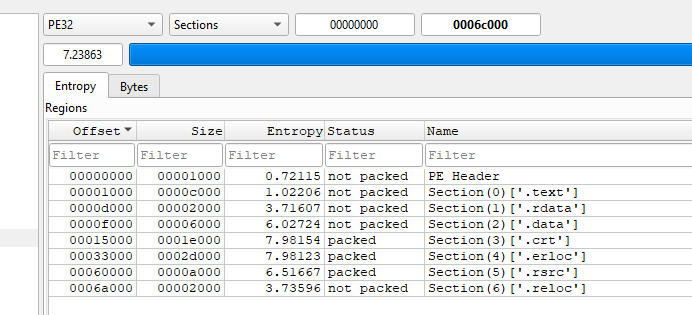 PE32 Sections 00000000 0006c000
7.23863
Entropy Bytes
Regions
Offset Size Entropy Status Name
Filter Filter Filter Filter Filter
00000000 00001000 0.72115 not packed PE Header
00001000 0000c000 1.02206 not packed Section(0)['.text']
0000d000 00002000 3.71607 not packed Section(1)['.rdata']
0000f000 00006000 6.02724 not packed Section(2)['.data']
00015000 0001e000 7.98154 packed Section(3)['.crt']
00033000 0002d000 7.98123 packed Section(4)['.erloc']
00060000 0000a000 6.51667 packed Section(5)['.rsrc']
0006a000 00002000 3.73596 not packed Section(6)['.reloc']